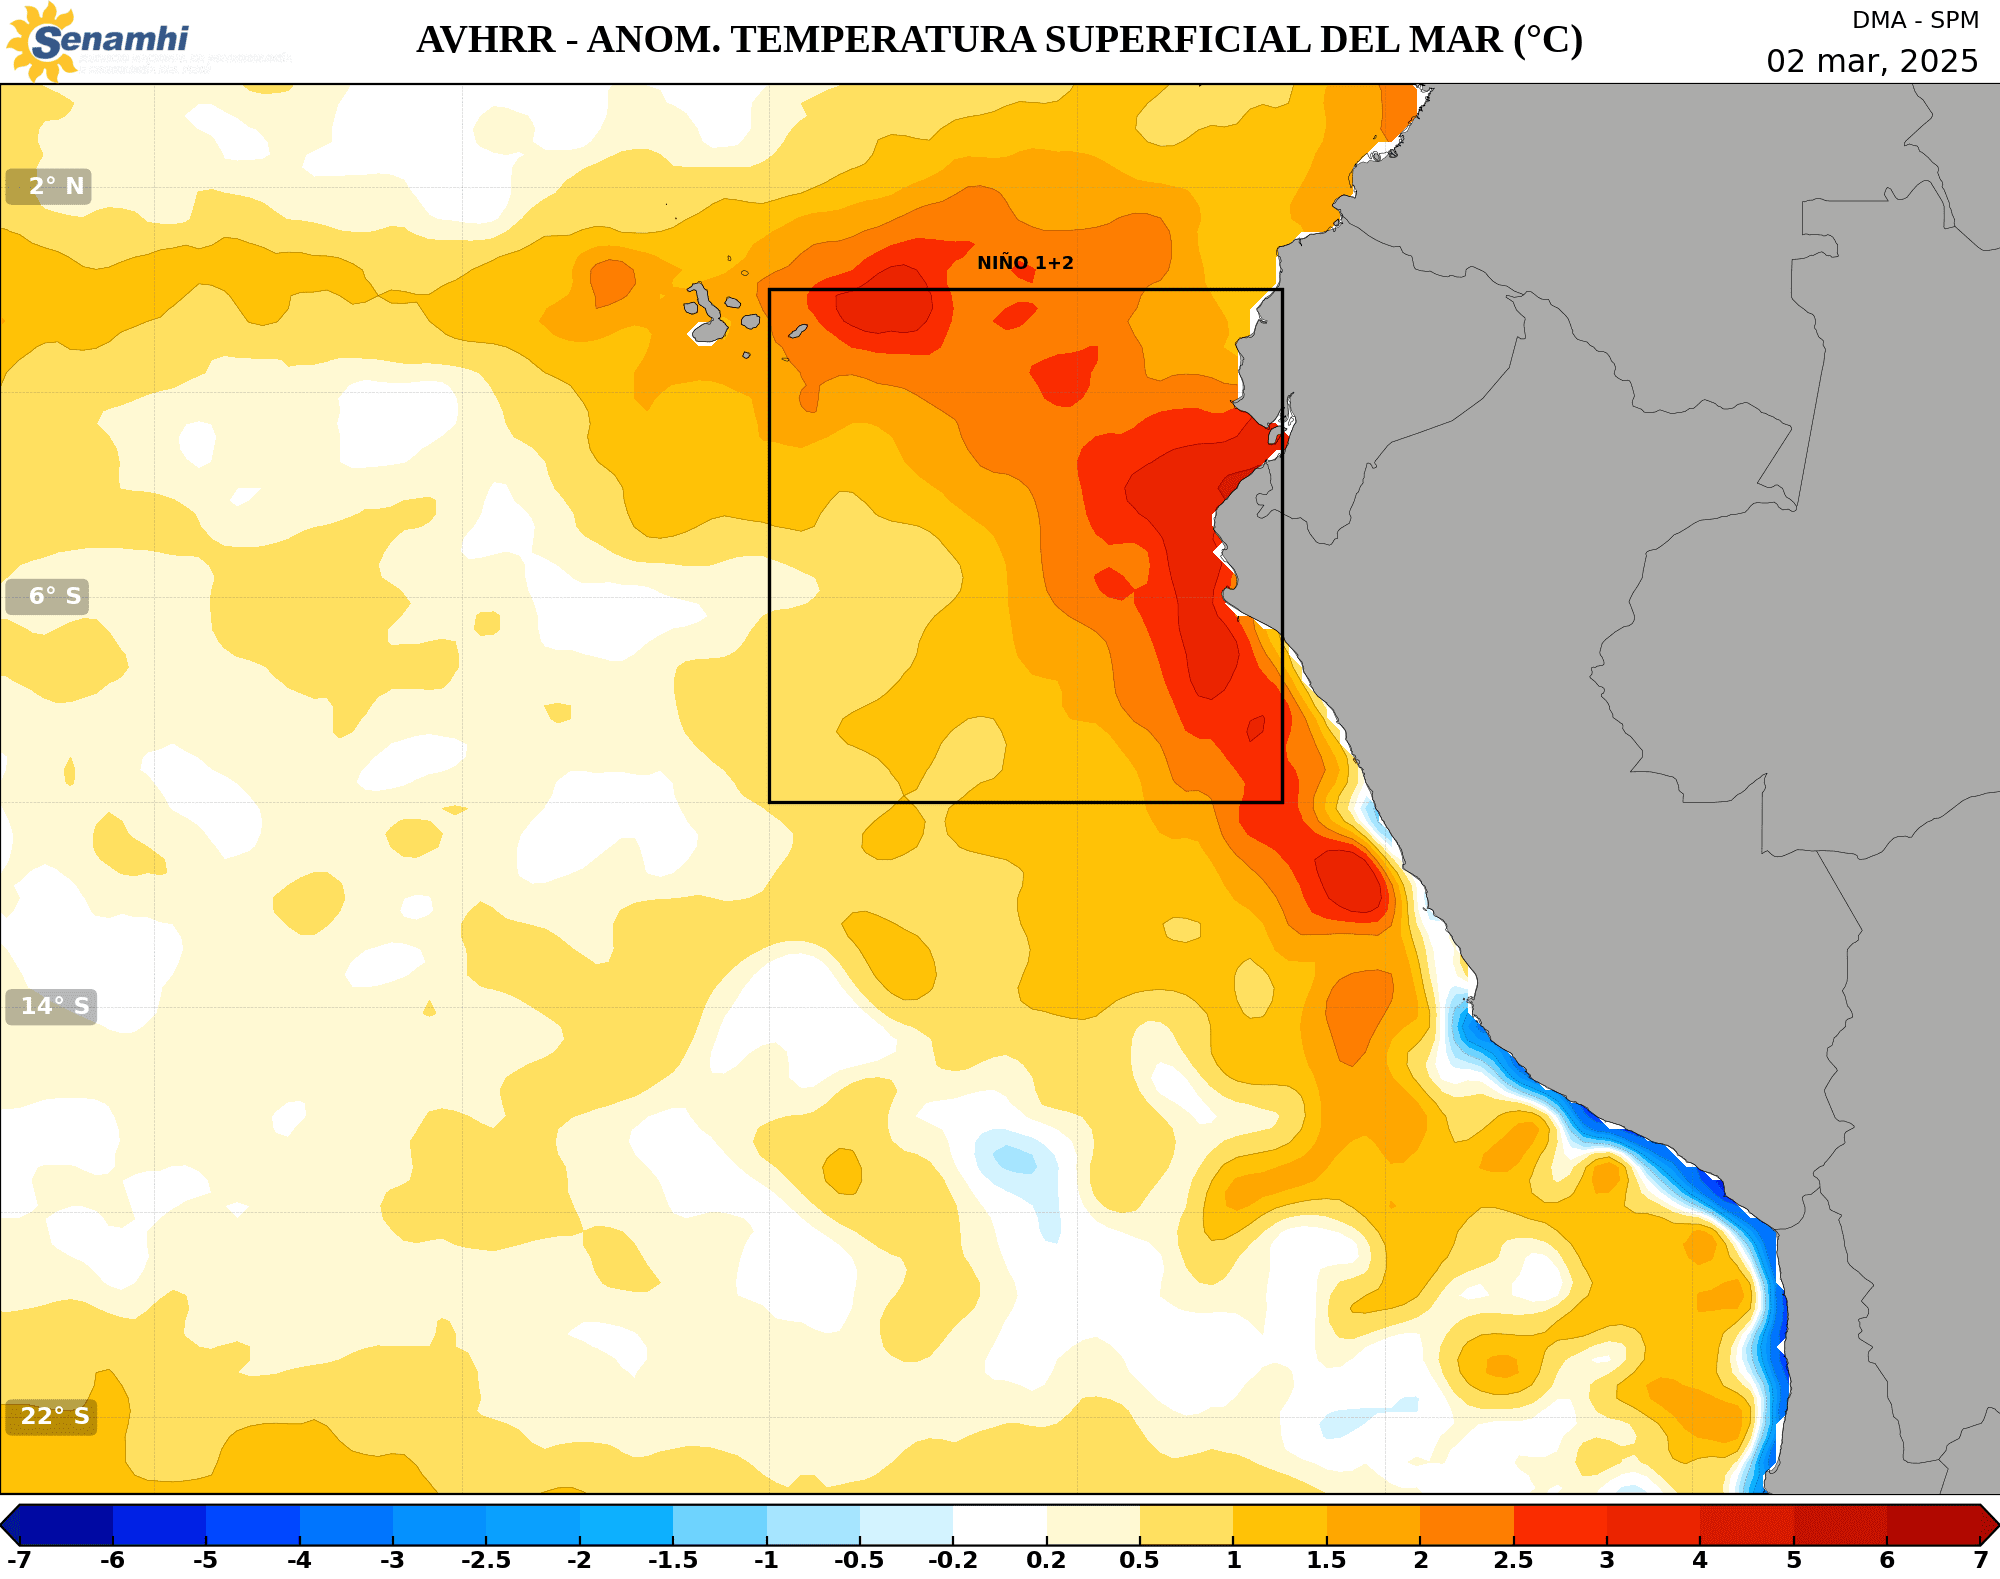 Senamhi
AVHRR - ANOM. TEMPERATURA SUPERFICIAL DEL MAR (°C)
DMA - SPM
02 mar, 2025
2° N
NIÑO 1+2
6° S
14° S
22° S
-7 -6 -5 -4 -3 -2.5 -2 -1.5 -1 -0.5 -0.2 0.2 0.5 1 1.5 2 2.5 3 4 5 6 7